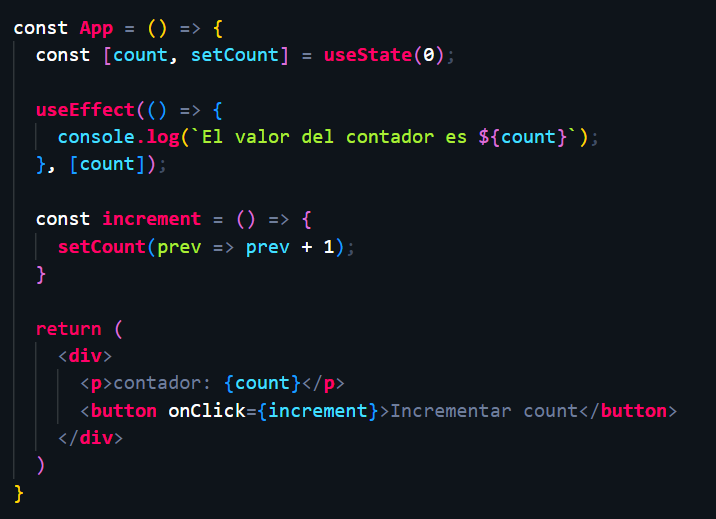 const App = () => {
const [count, setCount] = useState(0);
useEffect(() => {
console.log(`El valor del contador es ${count}`);
}, [count]);
const increment = () => {
setCount(prev => prev + 1);
}
return (
<div>
<p>contador: {count}</p>
<button onClick={increment}>Incrementar count</button>
</div>
)
}